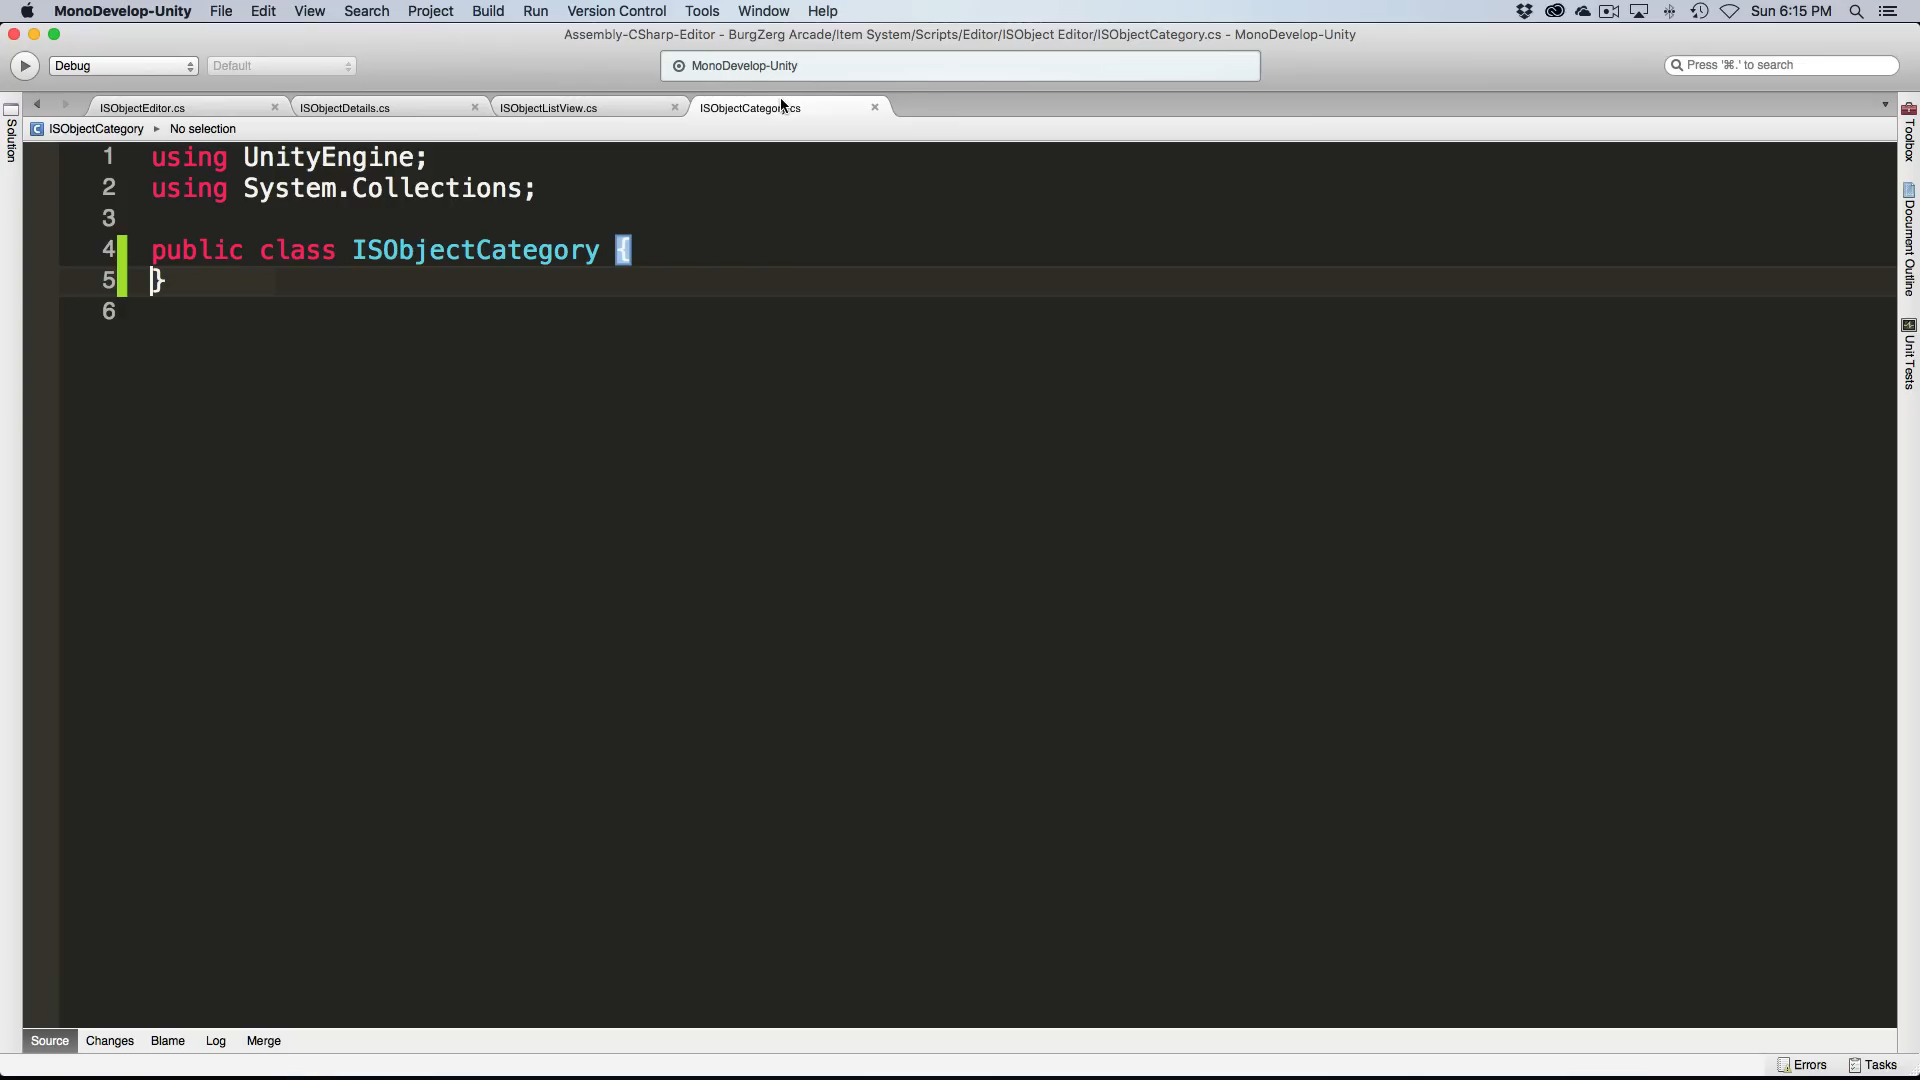 MonoDevelop-Unity File Edit View Search Project Build Run Version Control Tools Window Help Sun 6:15 PM
Assembly-CSharp-Editor - BurgZerg Arcade/Item System/Scripts/Editor/ISObject Editor/ISObjectCategory.cs - MonoDevelop-Unity
Debug Default MonoDevelop-Unity Press '⌘.' to search
ISObjectEditor.cs ISObjectDetails.cs ISObjectListView.cs ISObjectCategory.cs
ISObjectCategory No selection
Solution
Toolbox
Document Outline
Unit Tests
1 using UnityEngine;
2 using System.Collections;
3
4 public class ISObjectCategory {
5 }
6
Source Changes Blame Log Merge
Errors Tasks